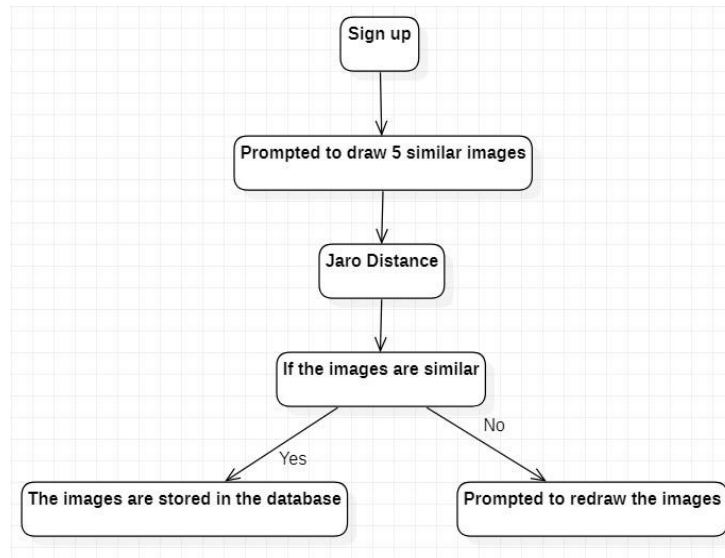 Sign up
Prompted to draw 5 similar images
Jaro Distance
If the images are similar
No
Yes
The images are stored in the database
Prompted to redraw the images